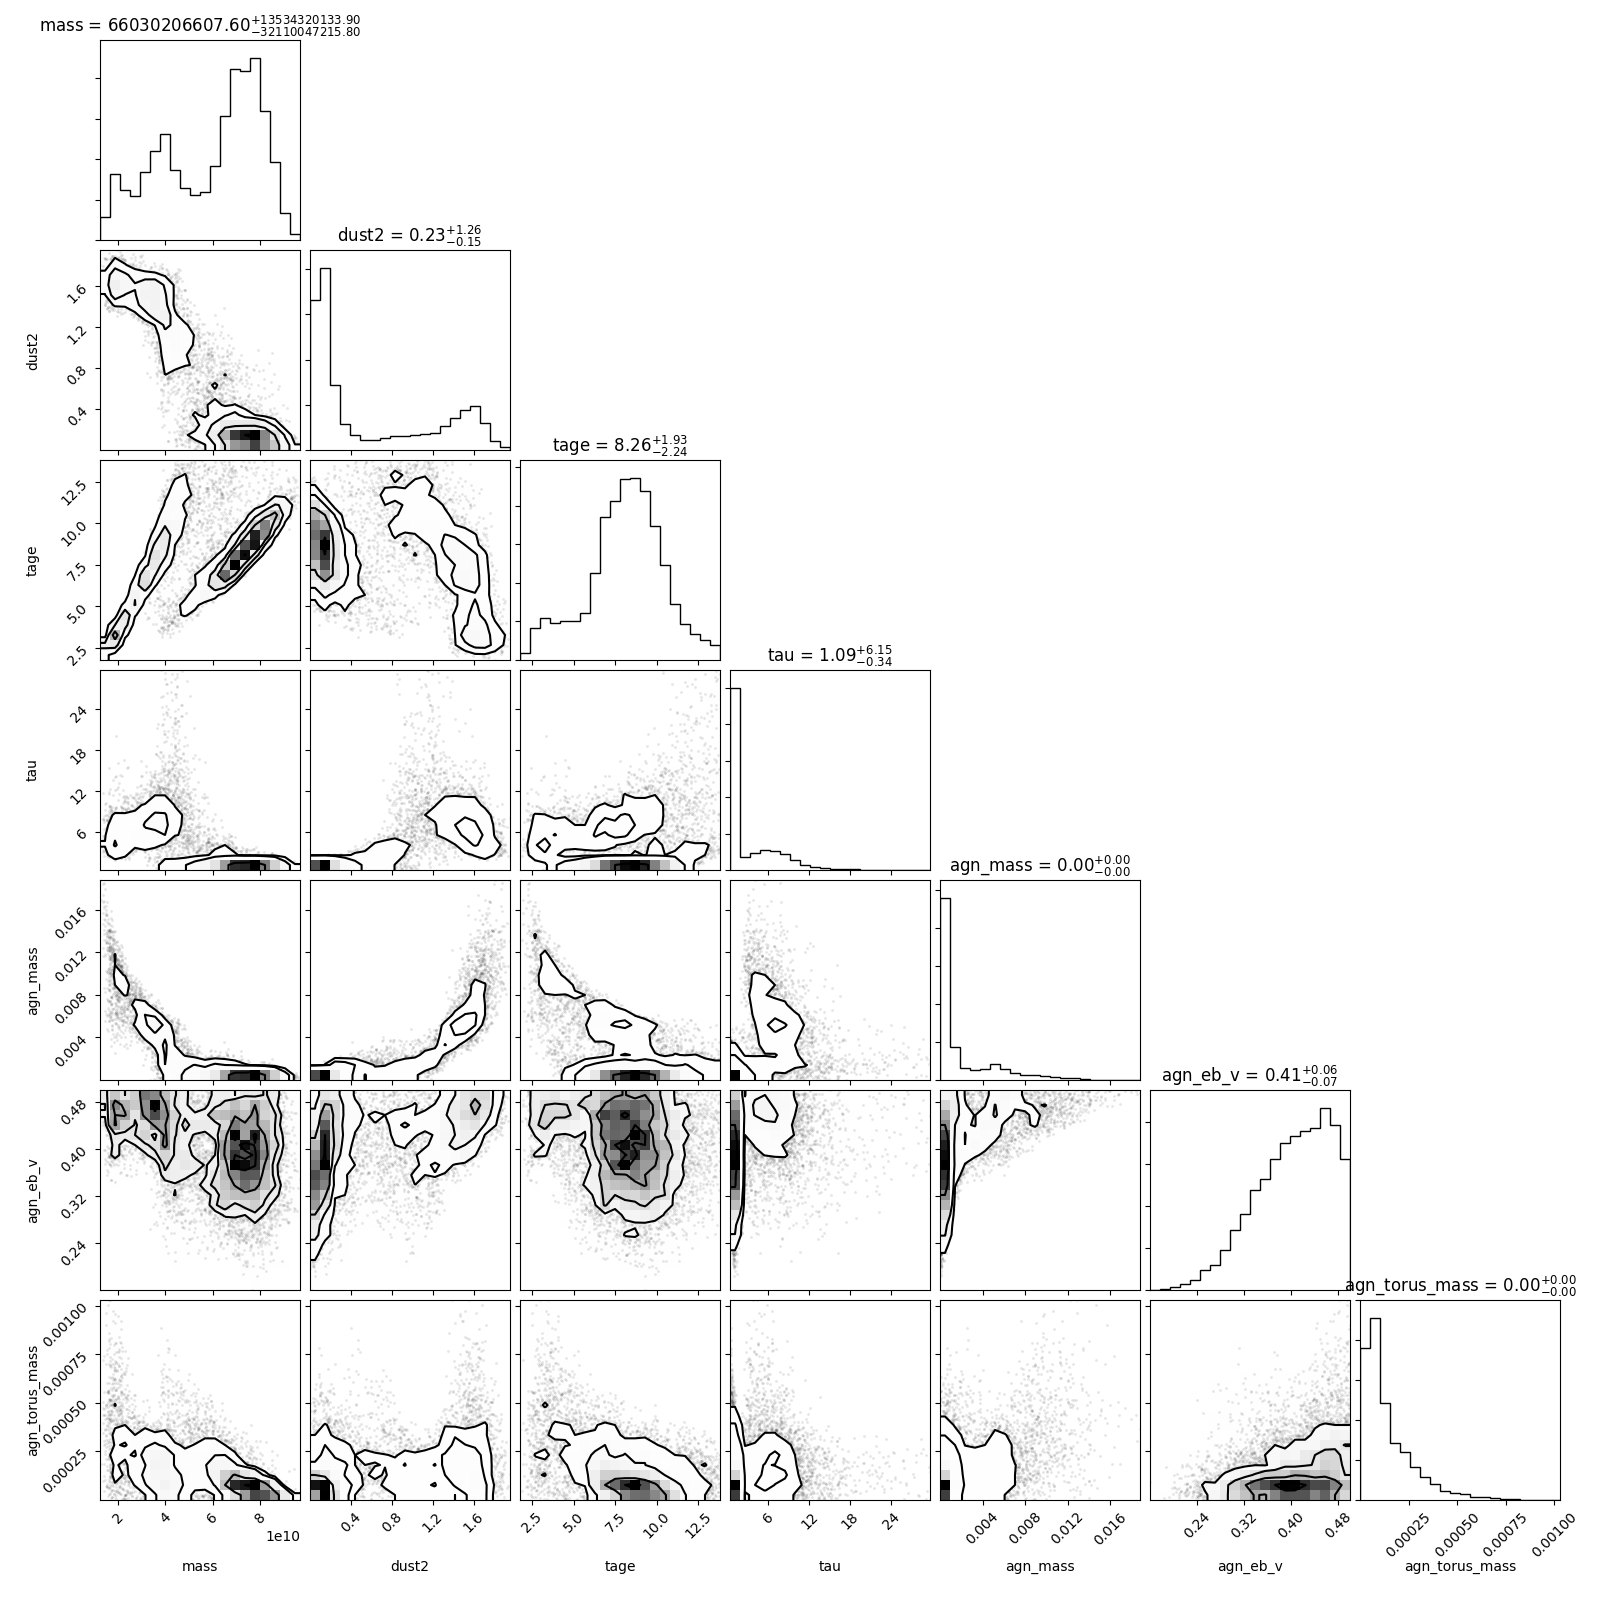 mass = 66030206607.60^{+13534320133.90}_{−32110047215.80}
dust2 = 0.23^{+1.26}_{−0.15}
dust2
1.6
1.2
0.8
0.4
tage = 8.26^{+1.93}_{−2.24}
tage
12.5
10.0
7.5
5.0
2.5
tau = 1.09^{+6.15}_{−0.34}
tau
24
18
12
6
agn_mass = 0.00^{+0.00}_{−0.00}
agn_mass
0.016
0.012
0.008
0.004
agn_eb_v = 0.41^{+0.06}_{−0.07}
agn_eb_v
0.48
0.40
0.32
0.24
agn_torus_mass = 0.00^{+0.00}_{−0.00}
agn_torus_mass
0.00100
0.00075
0.00050
0.00025
2 4 6 8 0.4 0.8 1.2 1.6 2.5 5.0 7.5 10.0 12.5 6 12 18 24 0.004 0.008 0.012 0.016 0.24 0.32 0.40 0.48 0.00025 0.00050 0.00075 0.00100
1e10
mass dust2 tage tau agn_mass agn_eb_v agn_torus_mass